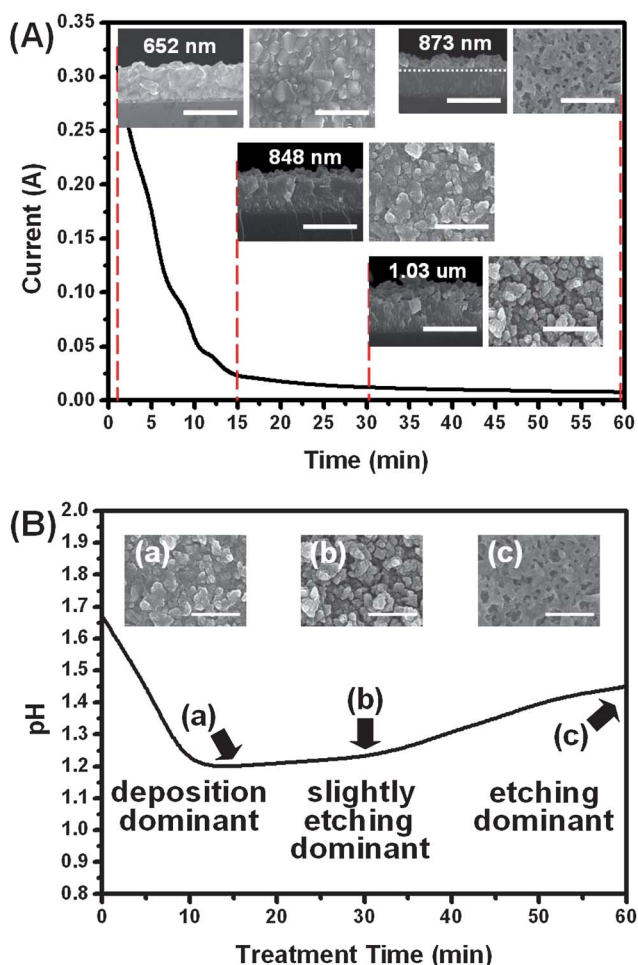 (A)
652 nm
873 nm
848 nm
1.03 um
0.35
0.30
0.25
0.20
0.15
0.10
0.05
0.00
Current (A)
0 5 10 15 20 25 30 35 40 45 50 55 60
Time (min)
(B)
2.0
1.9
1.8
1.7
1.6
1.5
1.4
1.3
1.2
1.1
1.0
0.9
0.8
pH
(a)
(b)
(c)
(a)
(b)
(c)
deposition
dominant
slightly
etching
dominant
etching
dominant
0 10 20 30 40 50 60
Treatment Time (min)